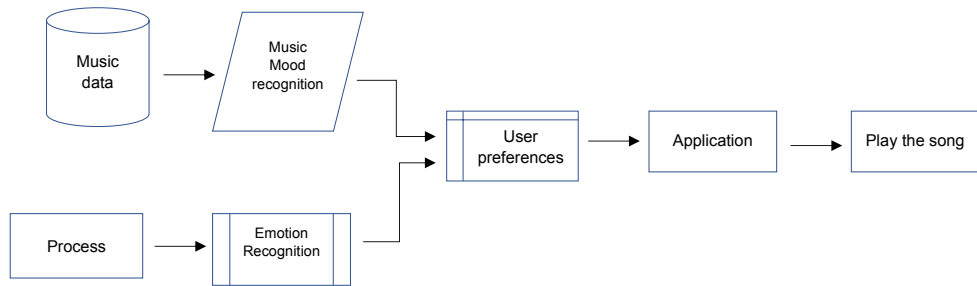 Music
data
Music
Mood
recognition
User
preferences
Application
Play the song
Process
Emotion
Recognition